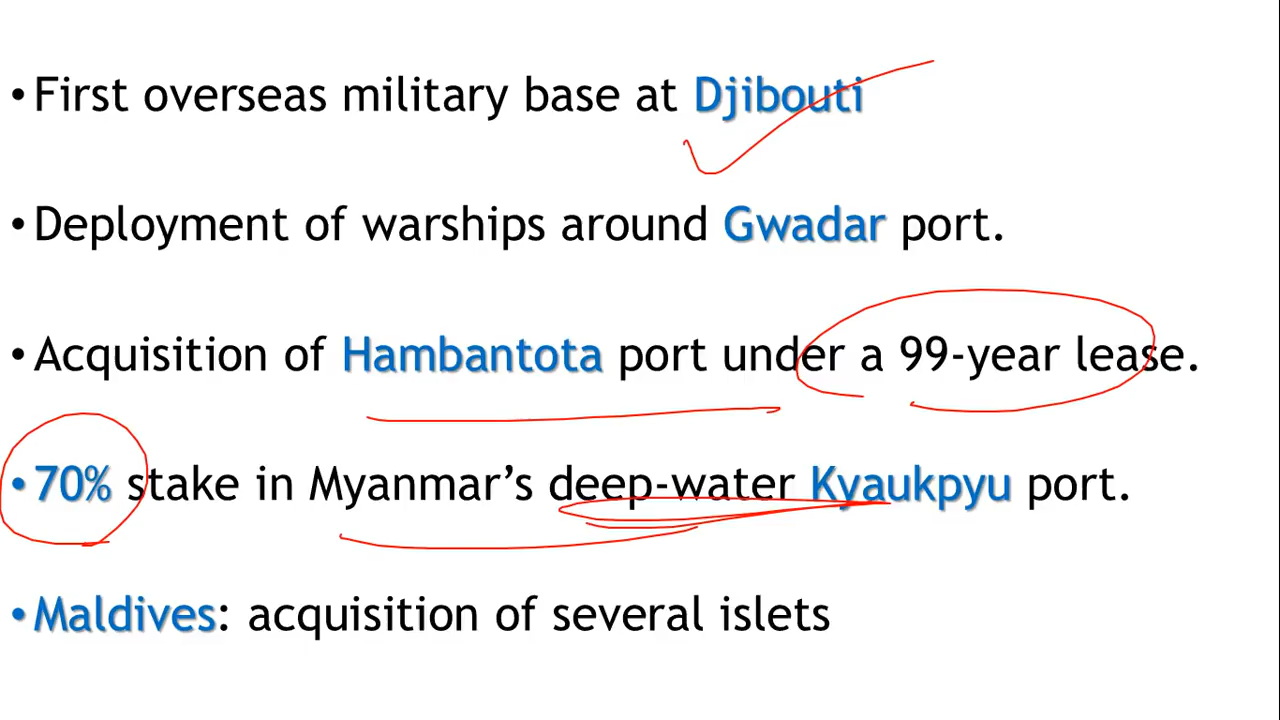 • First overseas military base at Djibouti
• Deployment of warships around Gwadar port.
• Acquisition of Hambantota port under a 99-year lease.
• 70% stake in Myanmar’s deep-water Kyaukpyu port.
• Maldives: acquisition of several islets